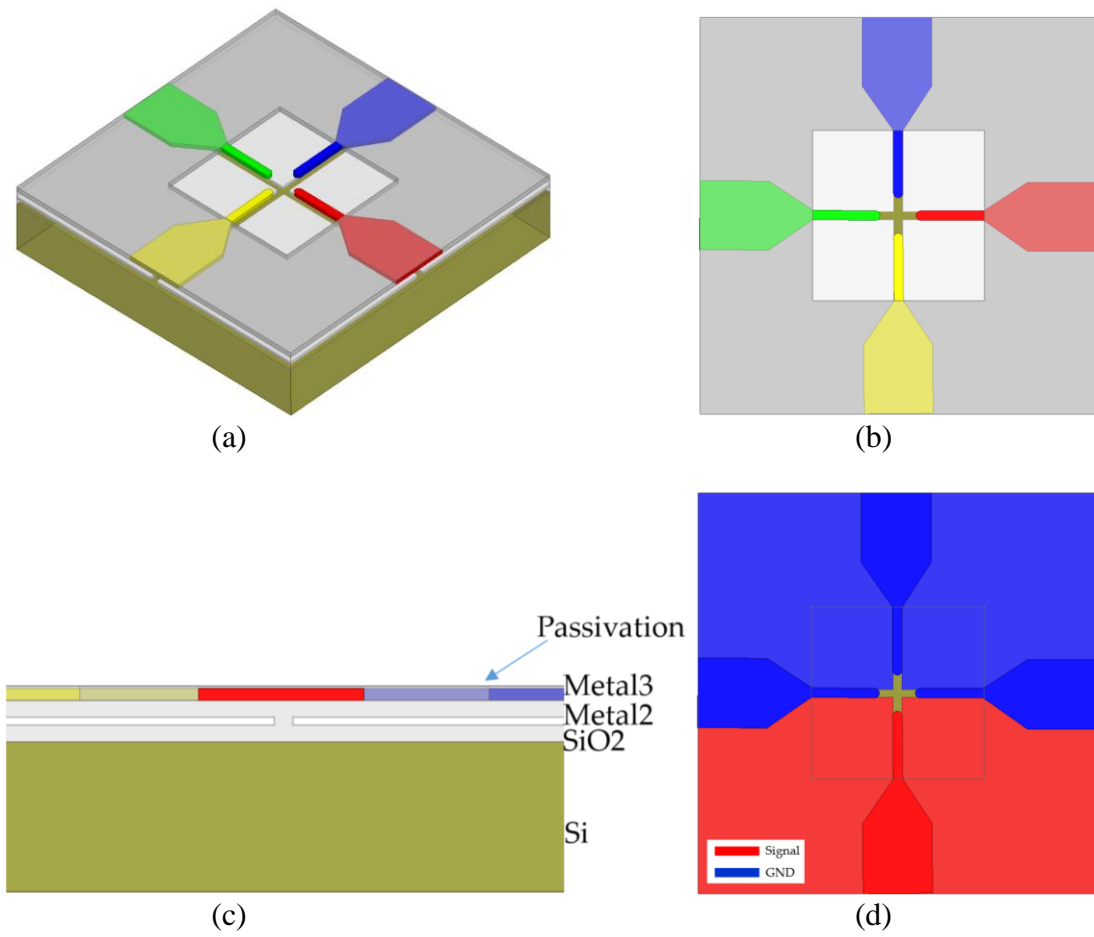 (a)
(b)
Passivation
Metal3
Metal2
SiO2
Si
Signal
GND
(c)
(d)